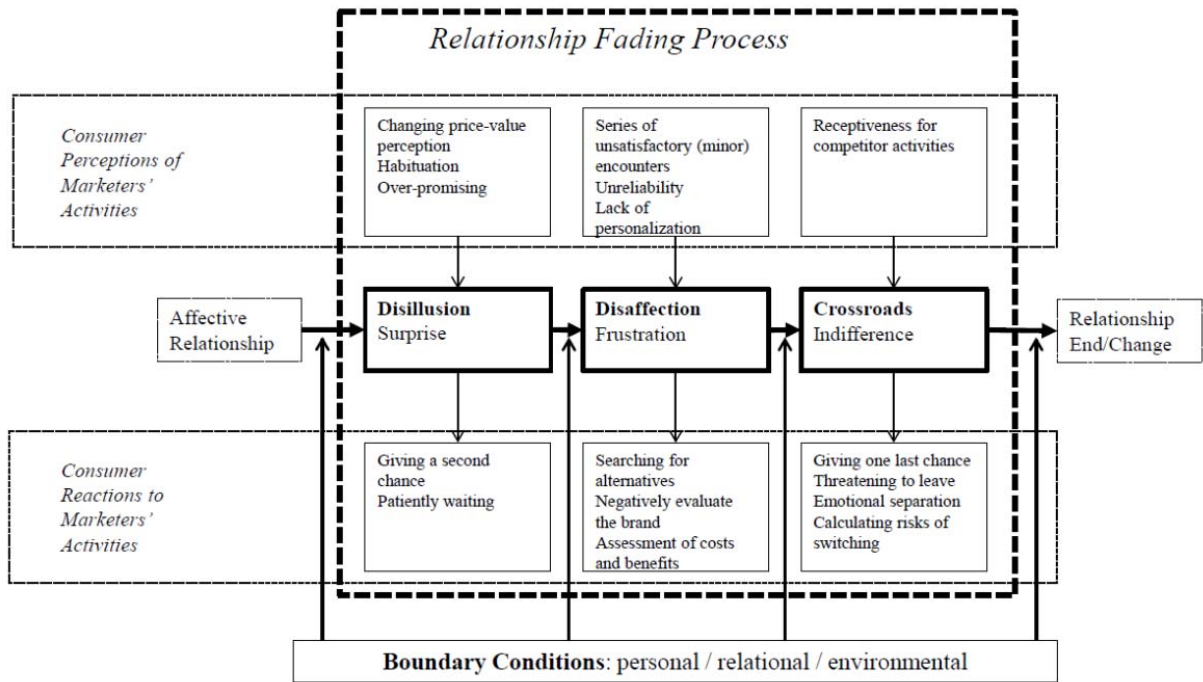 Relationship Fading Process
Consumer
Perceptions of
Marketers’
Activities
Changing price-value
perception
Habituation
Over-promising
Series of
unsatisfactory (minor)
encounters
Unreliability
Lack of
personalization
Receptiveness for
competitor activities
Affective
Relationship
Disillusion
Surprise
Disaffection
Frustration
Crossroads
Indifference
Relationship
End/Change
Consumer
Reactions to
Marketers’
Activities
Giving a second
chance
Patiently waiting
Searching for
alternatives
Negatively evaluate
the brand
Assessment of costs
and benefits
Giving one last chance
Threatening to leave
Emotional separation
Calculating risks of
switching
Boundary Conditions: personal / relational / environmental